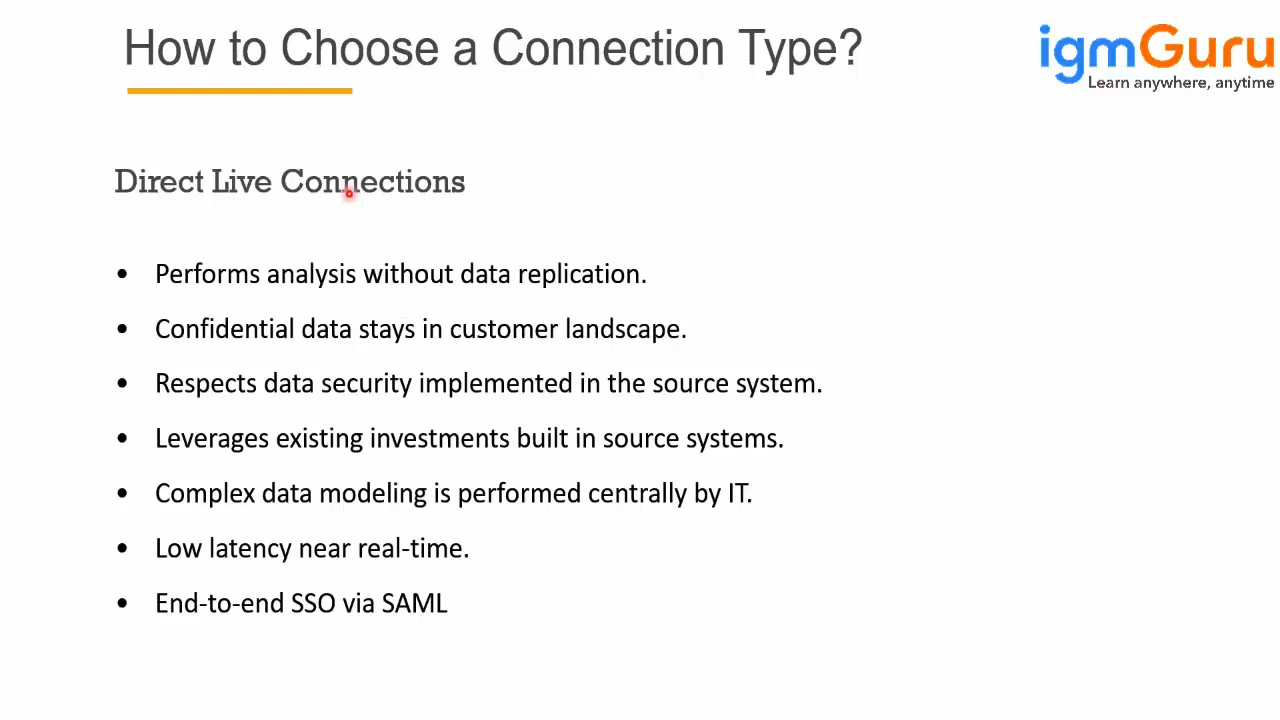 How to Choose a Connection Type?
igmGuru
Learn anywhere, anytime
Direct Live Connections
• Performs analysis without data replication.
• Confidential data stays in customer landscape.
• Respects data security implemented in the source system.
• Leverages existing investments built in source systems.
• Complex data modeling is performed centrally by IT.
• Low latency near real-time.
• End-to-end SSO via SAML